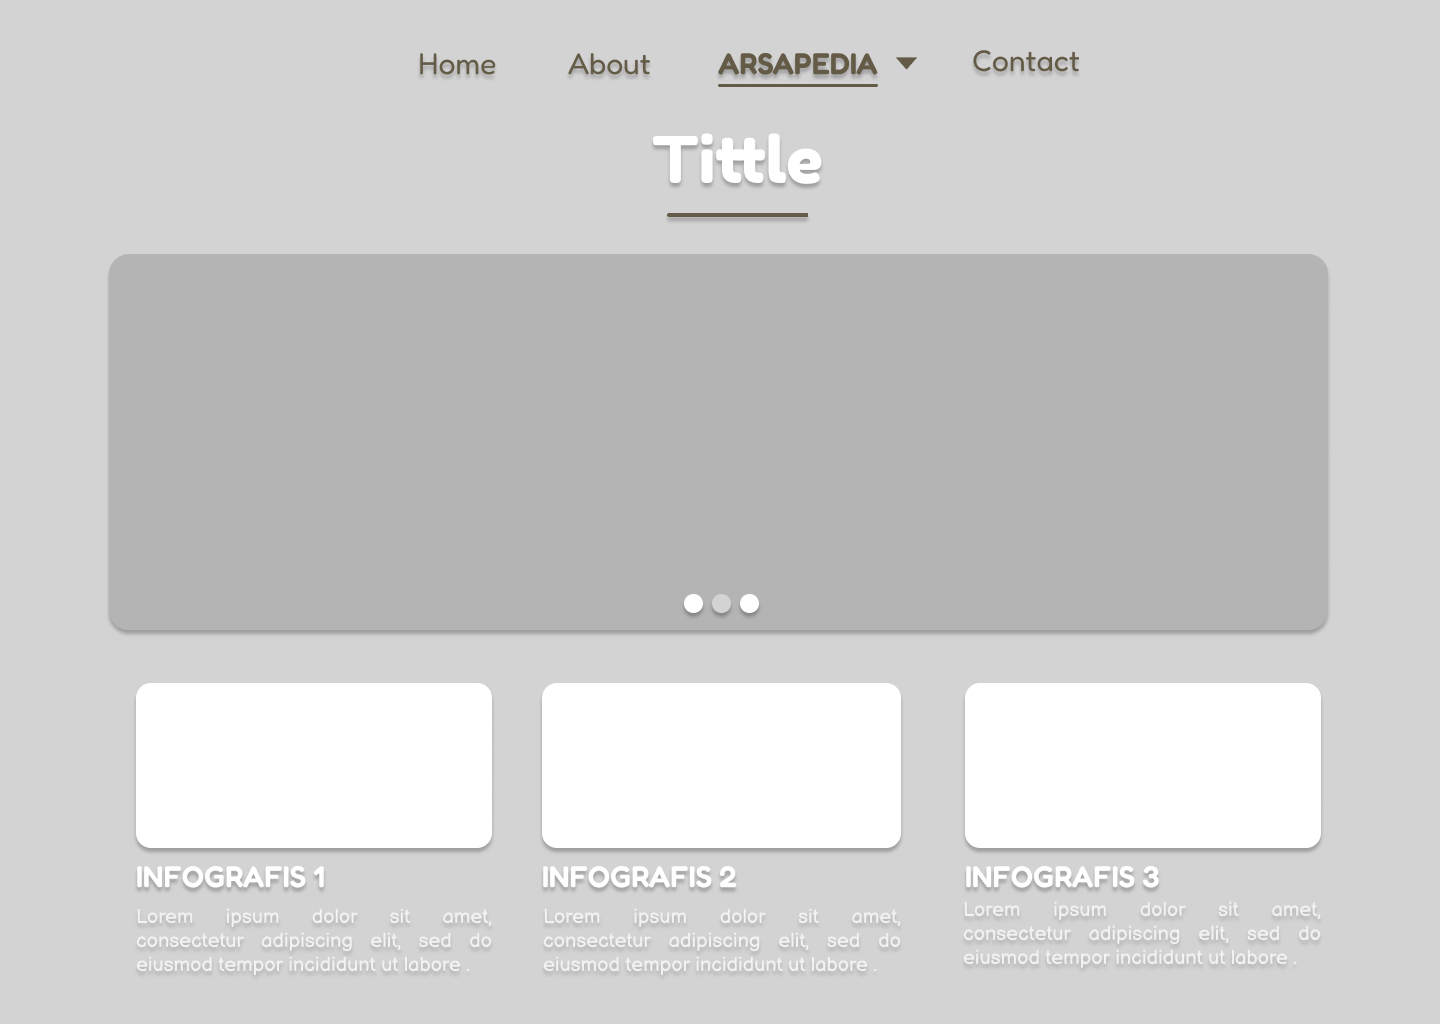 Home About ARSAPEDIA Contact
Tittle
INFOGRAFIS 1
Lorem ipsum dolor sit amet,
consectetur adipiscing elit, sed do
eiusmod tempor incididunt ut labore .
INFOGRAFIS 2
Lorem ipsum dolor sit amet,
consectetur adipiscing elit, sed do
eiusmod tempor incididunt ut labore .
INFOGRAFIS 3
Lorem ipsum dolor sit amet,
consectetur adipiscing elit, sed do
eiusmod tempor incididunt ut labore .